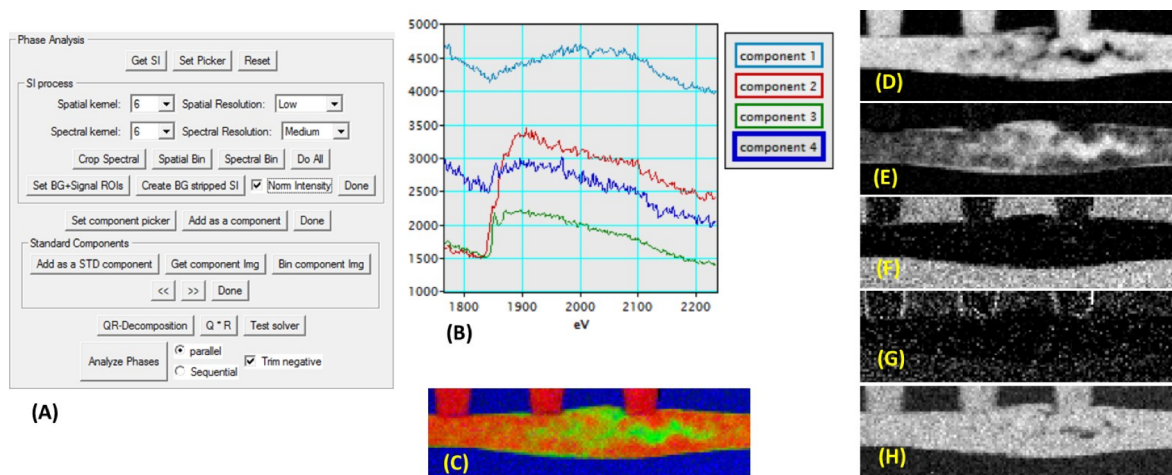 Phase Analysis
Get SI Set Picker Reset
SI process
Spatial kernel: 6 Spatial Resolution: Low
Spectral kernel: 6 Spectral Resolution: Medium
Crop Spectral Spatial Bin Spectral Bin Do All
Set BG+Signal ROIs Create BG stripped SI Norm Intensity Done
Set component picker Add as a component Done
Standard Components
Add as a STD component Get component Img Bin component Img
<< >> Done
QR-Decomposition Q * R Test solver
Analyze Phases parallel Trim negative
Sequential
(A)
5000
4500
4000
3500
3000
2500
2000
1500
1000
1800 1900 2000 2100 2200
eV
(B)
component 1
component 2
component 3
component 4
(C)
(D)
(E)
(F)
(G)
(H)